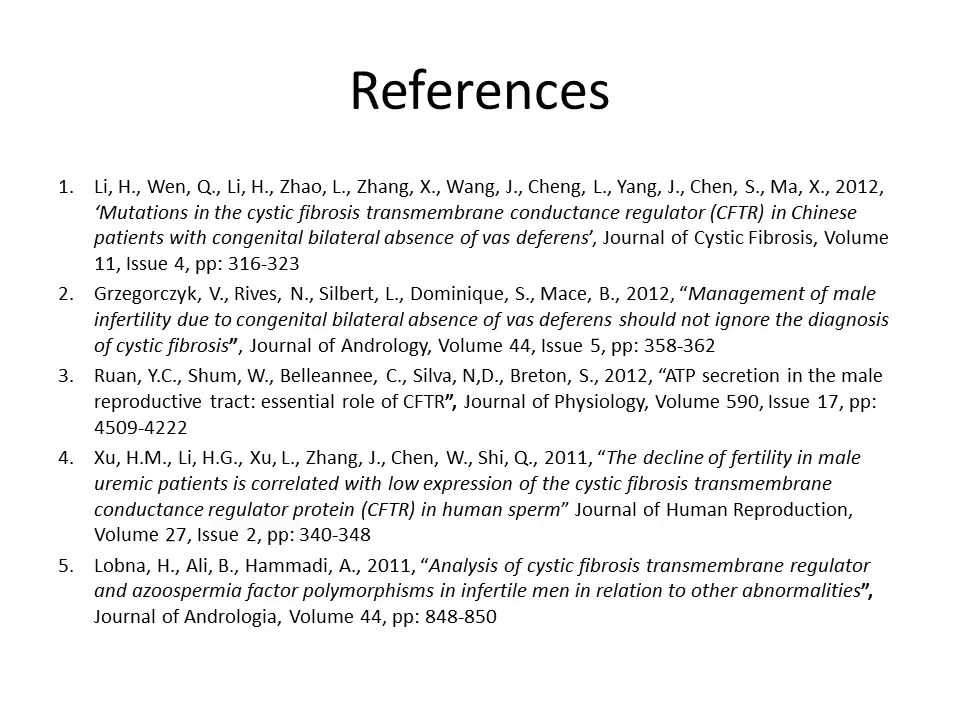 References
1. Li, H., Wen, Q., Li, H., Zhao, L., Zhang, X., Wang, J., Cheng, L., Yang, J., Chen, S., Ma, X., 2012,
‘Mutations in the cystic fibrosis transmembrane conductance regulator (CFTR) in Chinese
patients with congenital bilateral absence of vas deferens’, Journal of Cystic Fibrosis, Volume
11, Issue 4, pp: 316-323
2. Grzegorczyk, V., Rives, N., Silbert, L., Dominique, S., Mace, B., 2012, “Management of male
infertility due to congenital bilateral absence of vas deferens should not ignore the diagnosis
of cystic fibrosis”, Journal of Andrology, Volume 44, Issue 5, pp: 358-362
3. Ruan, Y.C., Shum, W., Belleannee, C., Silva, N,D., Breton, S., 2012, “ATP secretion in the male
reproductive tract: essential role of CFTR”, Journal of Physiology, Volume 590, Issue 17, pp:
4509-4222
4. Xu, H.M., Li, H.G., Xu, L., Zhang, J., Chen, W., Shi, Q., 2011, “The decline of fertility in male
uremic patients is correlated with low expression of the cystic fibrosis transmembrane
conductance regulator protein (CFTR) in human sperm” Journal of Human Reproduction,
Volume 27, Issue 2, pp: 340-348
5. Lobna, H., Ali, B., Hammadi, A., 2011, “Analysis of cystic fibrosis transmembrane regulator
and azoospermia factor polymorphisms in infertile men in relation to other abnormalities”,
Journal of Andrologia, Volume 44, pp: 848-850